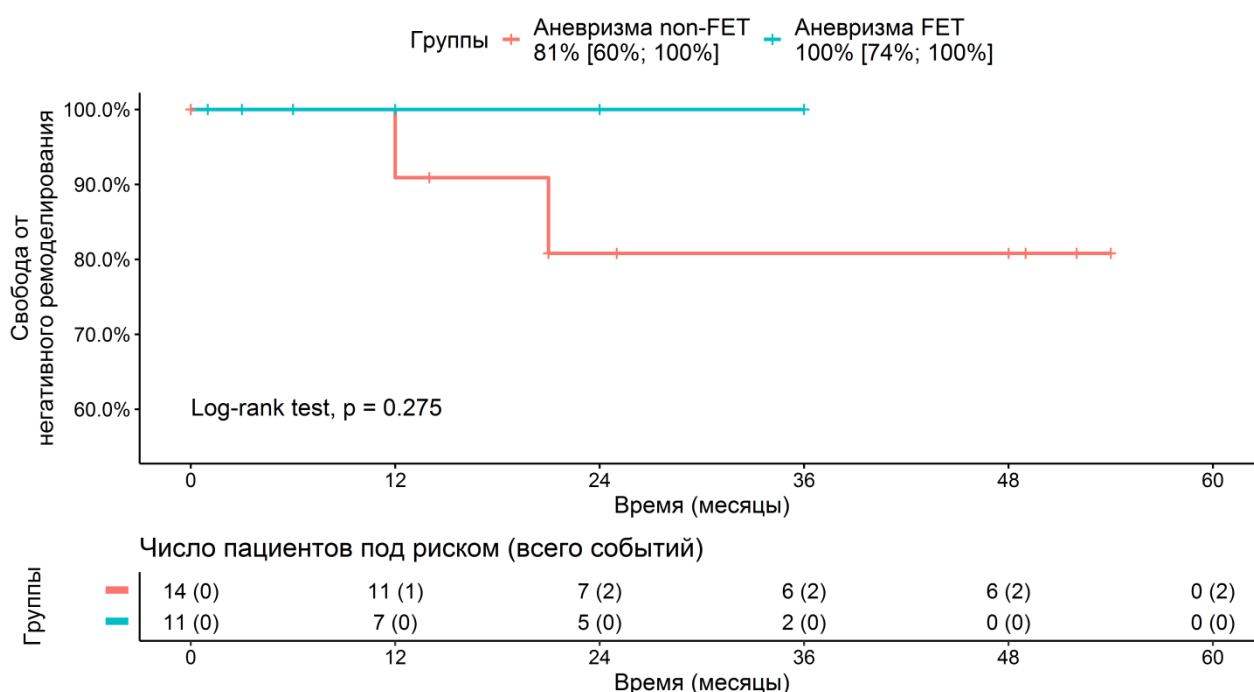 Группы
Аневризма non-FET
81% [60%; 100%]
Аневризма FET
100% [74%; 100%]
Свобода от
негативного ремоделирования
100.0%
90.0%
80.0%
70.0%
60.0%
Log-rank test, p = 0.275
0 12 24 36 48 60
Время (месяцы)
Число пациентов под риском (всего событий)
Группы
14 (0) 11 (1) 7 (2) 6 (2) 6 (2) 0 (2)
11 (0) 7 (0) 5 (0) 2 (0) 0 (0) 0 (0)
0 12 24 36 48 60
Время (месяцы)